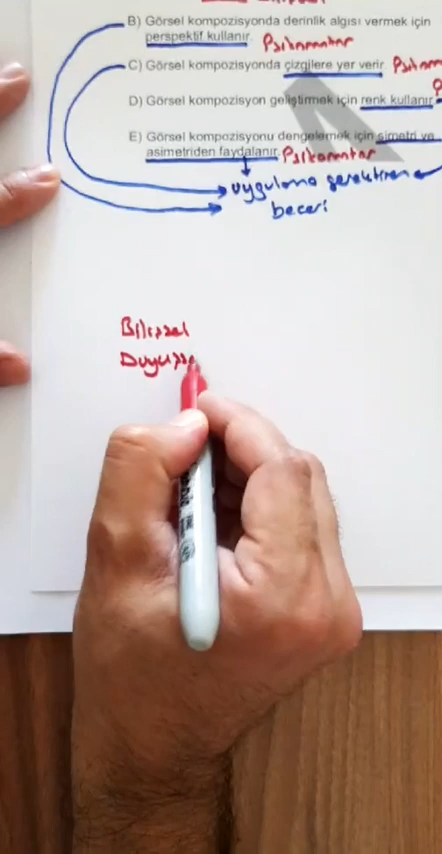 B) Görsel kompozisyonda derinlik algısı vermek için
perspektif kullanır. Psikomotor
C) Görsel kompozisyonda çizgilere yer verir. Psikom
D) Görsel kompozisyon geliştirmek için renk kullanır.
E) Görsel kompozisyonu dengelemek için simetri ve
asimetriden faydalanır. Psikomotor
uygulama gerektiren
beceri
Bilişsel
Duyuşsa